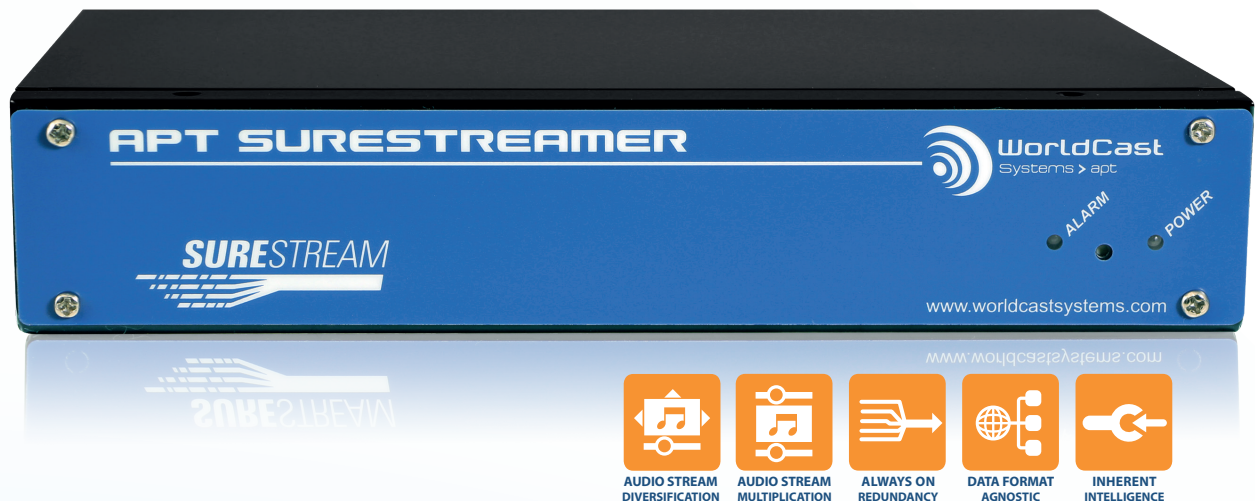 APT SURESTREAMER
WorldCast
Systems > apt
ALARM
POWER
SURESTREAM
www.worldcastsystems.com
www.worldcastsystems.com
SURESTREAM
AUDIO STREAM
DIVERSIFICATION
AUDIO STREAM
MULTIPLICATION
ALWAYS ON
REDUNDANCY
DATA FORMAT
AGNOSTIC
INHERENT
INTELLIGENCE